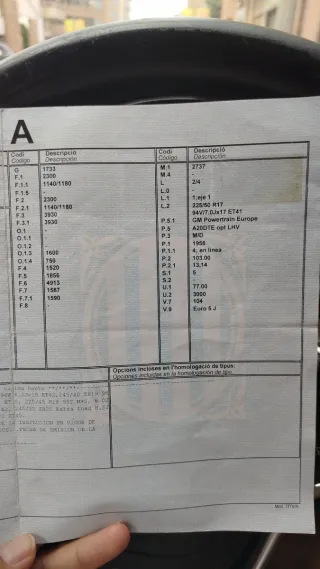 A
Codi Descripció Codi Descripció
Código Descripción Código Descripción
G 1733
F.1 2300
F.1.1 1140/1180
F.1.5 -
F.2 2300
F.2.1 1140/1180
F.3 3930
F.3.1 3930
O.1
O.1.1 -
O.1.2 -
O.1.3 1600
O.1.4 750
F.4 1520
F.5 1856
F.6 4913
F.7 1587
F.7.1 1590
F.8 -
M.1 2737
M.4 -
L 2/4
L.0 -
L.1 1;eje 1
L.2 225/50 R17
94V/7.0Jx17 ET41
P.5.1 GM Powertrain Europe
P.5 A20DTE opt LHV
P.3 M/D
P.1 1956
P.1.1 4; en línea
P.2 103.00
P.2.1 13,14
S.1 5
S.2
U.1 77.00
U.2 3000
V.7 104
V.9 Euro 5 J
Opcions incloses en l'homologació de tipus:
Opciones incluidas en la homologación de tipo: